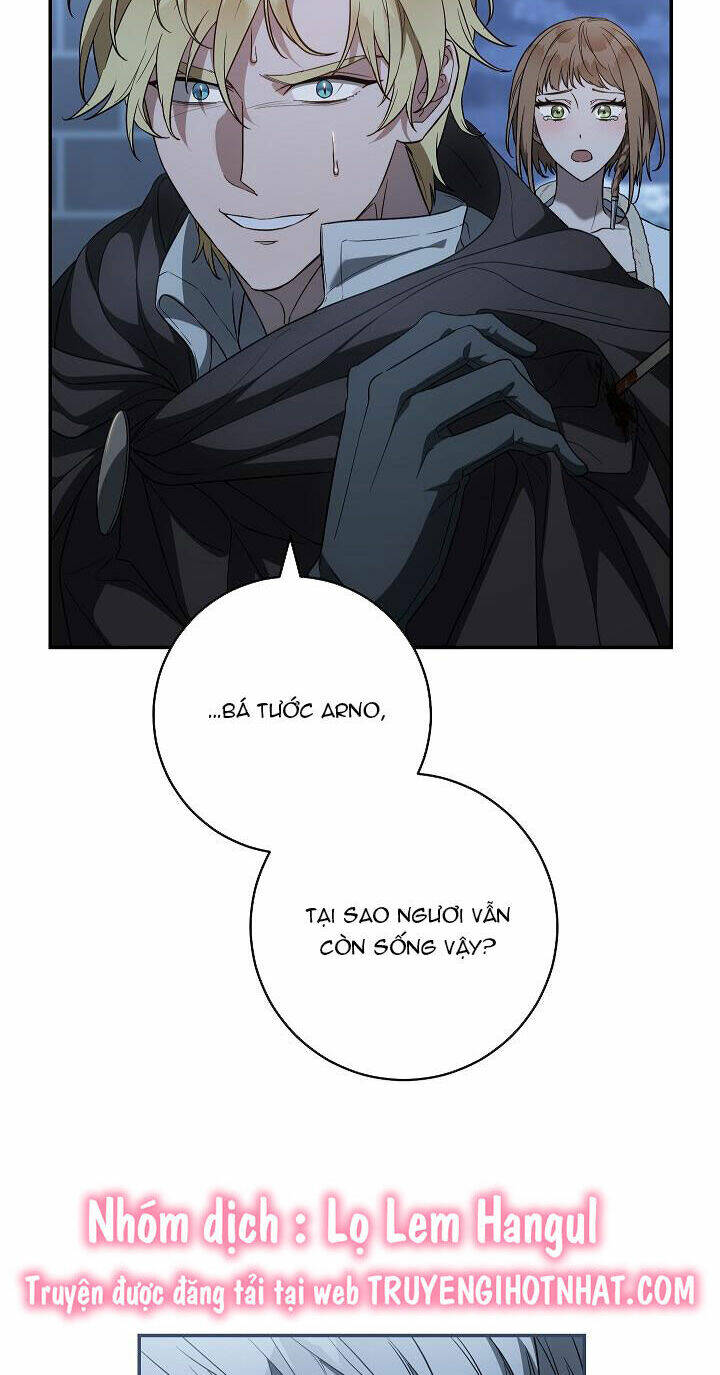 ...BÁ TƯỚC ARNO,
TẠI SAO NGƯƠI VẪN
CÒN SỐNG VẬY?
Nhóm dịch : Lọ Lem Hangul
Truyện được đăng tải tại web TRUYENGIHOTNHAT.COM